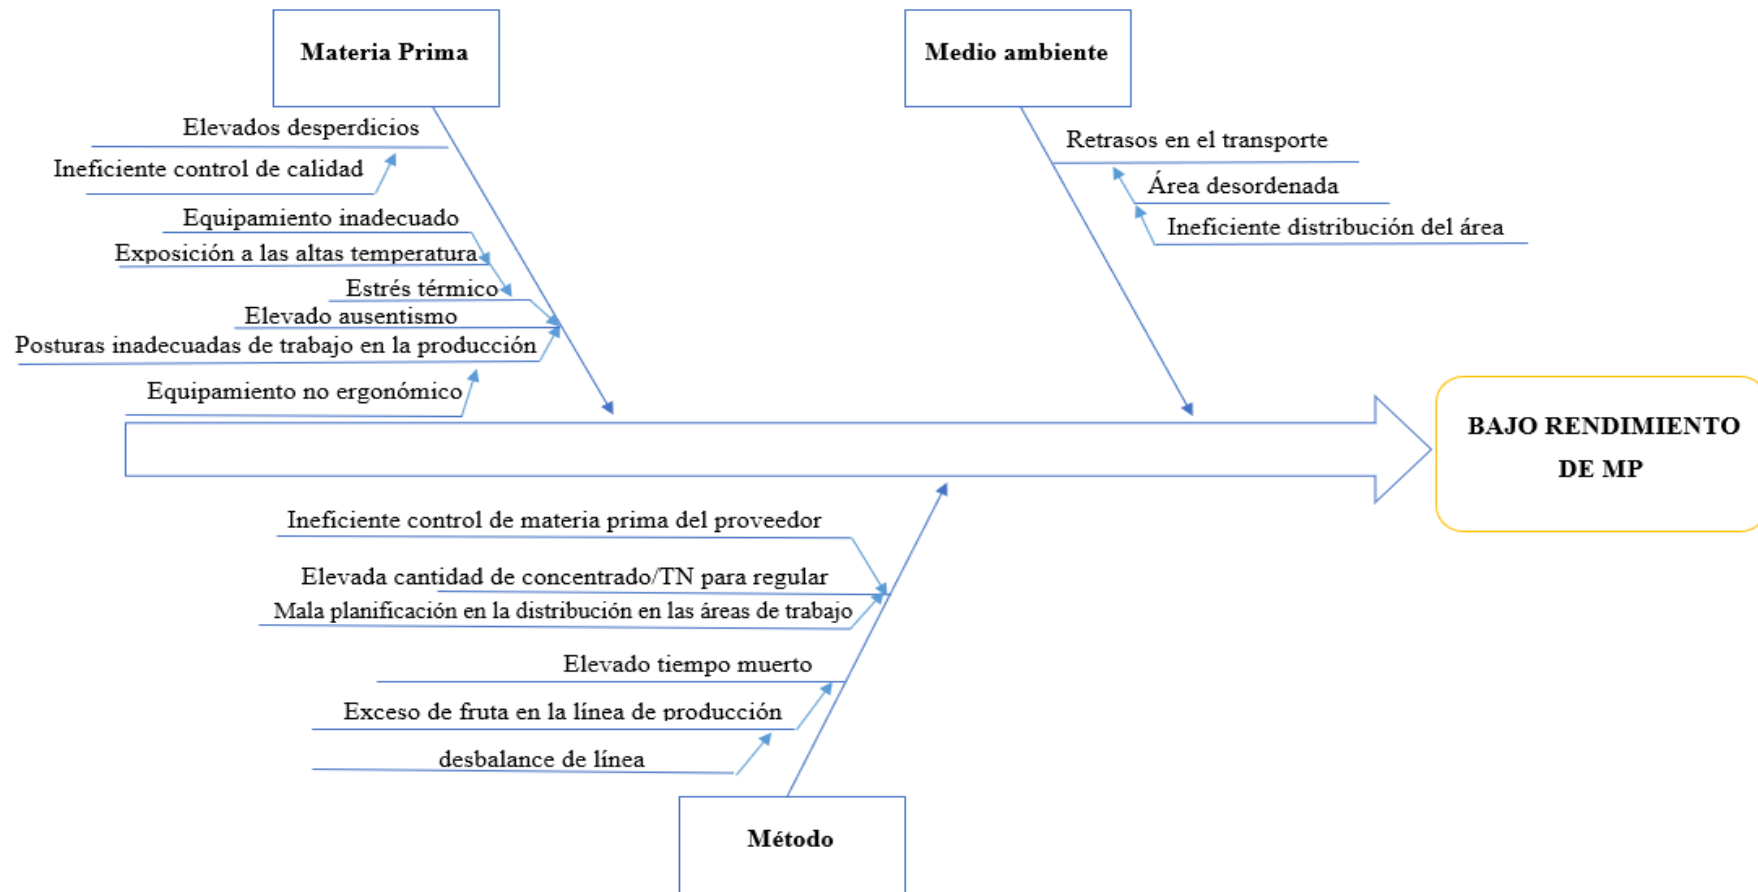 Materia Prima
Medio ambiente
Elevados desperdicios
Ineficiente control de calidad
Equipamiento inadecuado
Exposición a las altas temperatura
Estrés térmico
Elevado ausentismo
Posturas inadecuadas de trabajo en la producción
Equipamiento no ergonómico
Retrasos en el transporte
Área desordenada
Ineficiente distribución del área
BAJO RENDIMIENTO
DE MP
Ineficiente control de materia prima del proveedor
Elevada cantidad de concentrado/TN para regular
Mala planificación en la distribución en las áreas de trabajo
Elevado tiempo muerto
Exceso de fruta en la línea de producción
desbalance de línea
Método